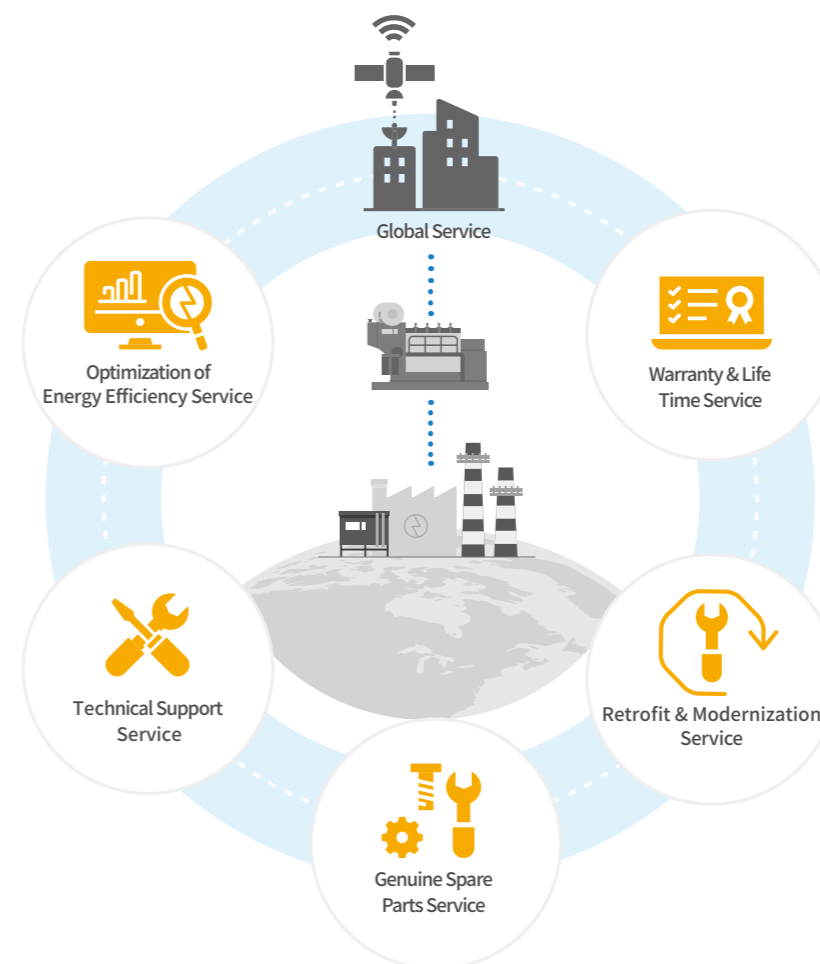 Global Service
Optimization of
Energy Efficiency Service
Warranty & Life
Time Service
Technical Support
Service
Retrofit & Modernization
Service
Genuine Spare
Parts Service